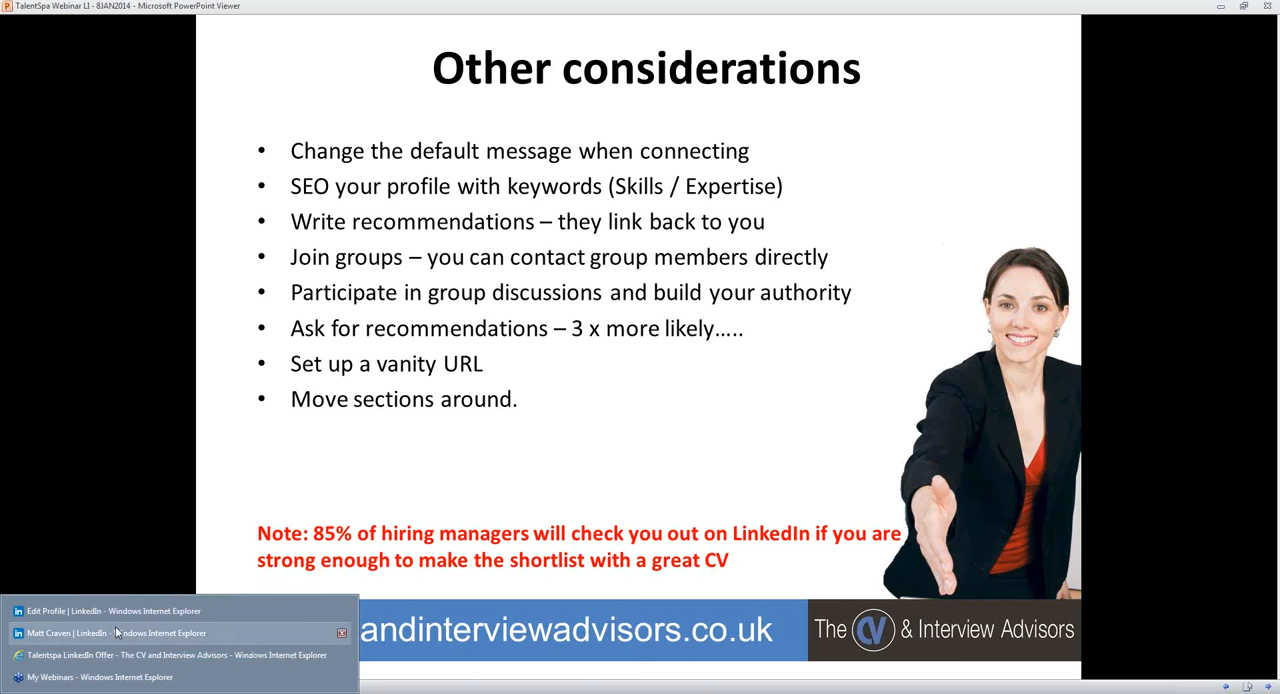 TalentSpa Webinar LI - 8JAN2014 - Microsoft PowerPoint Viewer
Other considerations
• Change the default message when connecting
• SEO your profile with keywords (Skills / Expertise)
• Write recommendations – they link back to you
• Join groups – you can contact group members directly
• Participate in group discussions and build your authority
• Ask for recommendations – 3 x more likely…..
• Set up a vanity URL
• Move sections around.
Note: 85% of hiring managers will check you out on LinkedIn if you are
strong enough to make the shortlist with a great CV
Edit Profile | LinkedIn - Windows Internet Explorer
Matt Craven | LinkedIn - Windows Internet Explorer
Talentspa LinkedIn Offer - The CV and Interview Advisors - Windows Internet Explorer
My Webinars - Windows Internet Explorer
andinterviewadvisors.co.uk
The CV & Interview Advisors